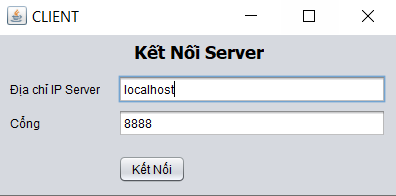 CLIENT
Kết Nối Server
Địa chỉ IP Server localhost
Cổng 8888
Kết Nối